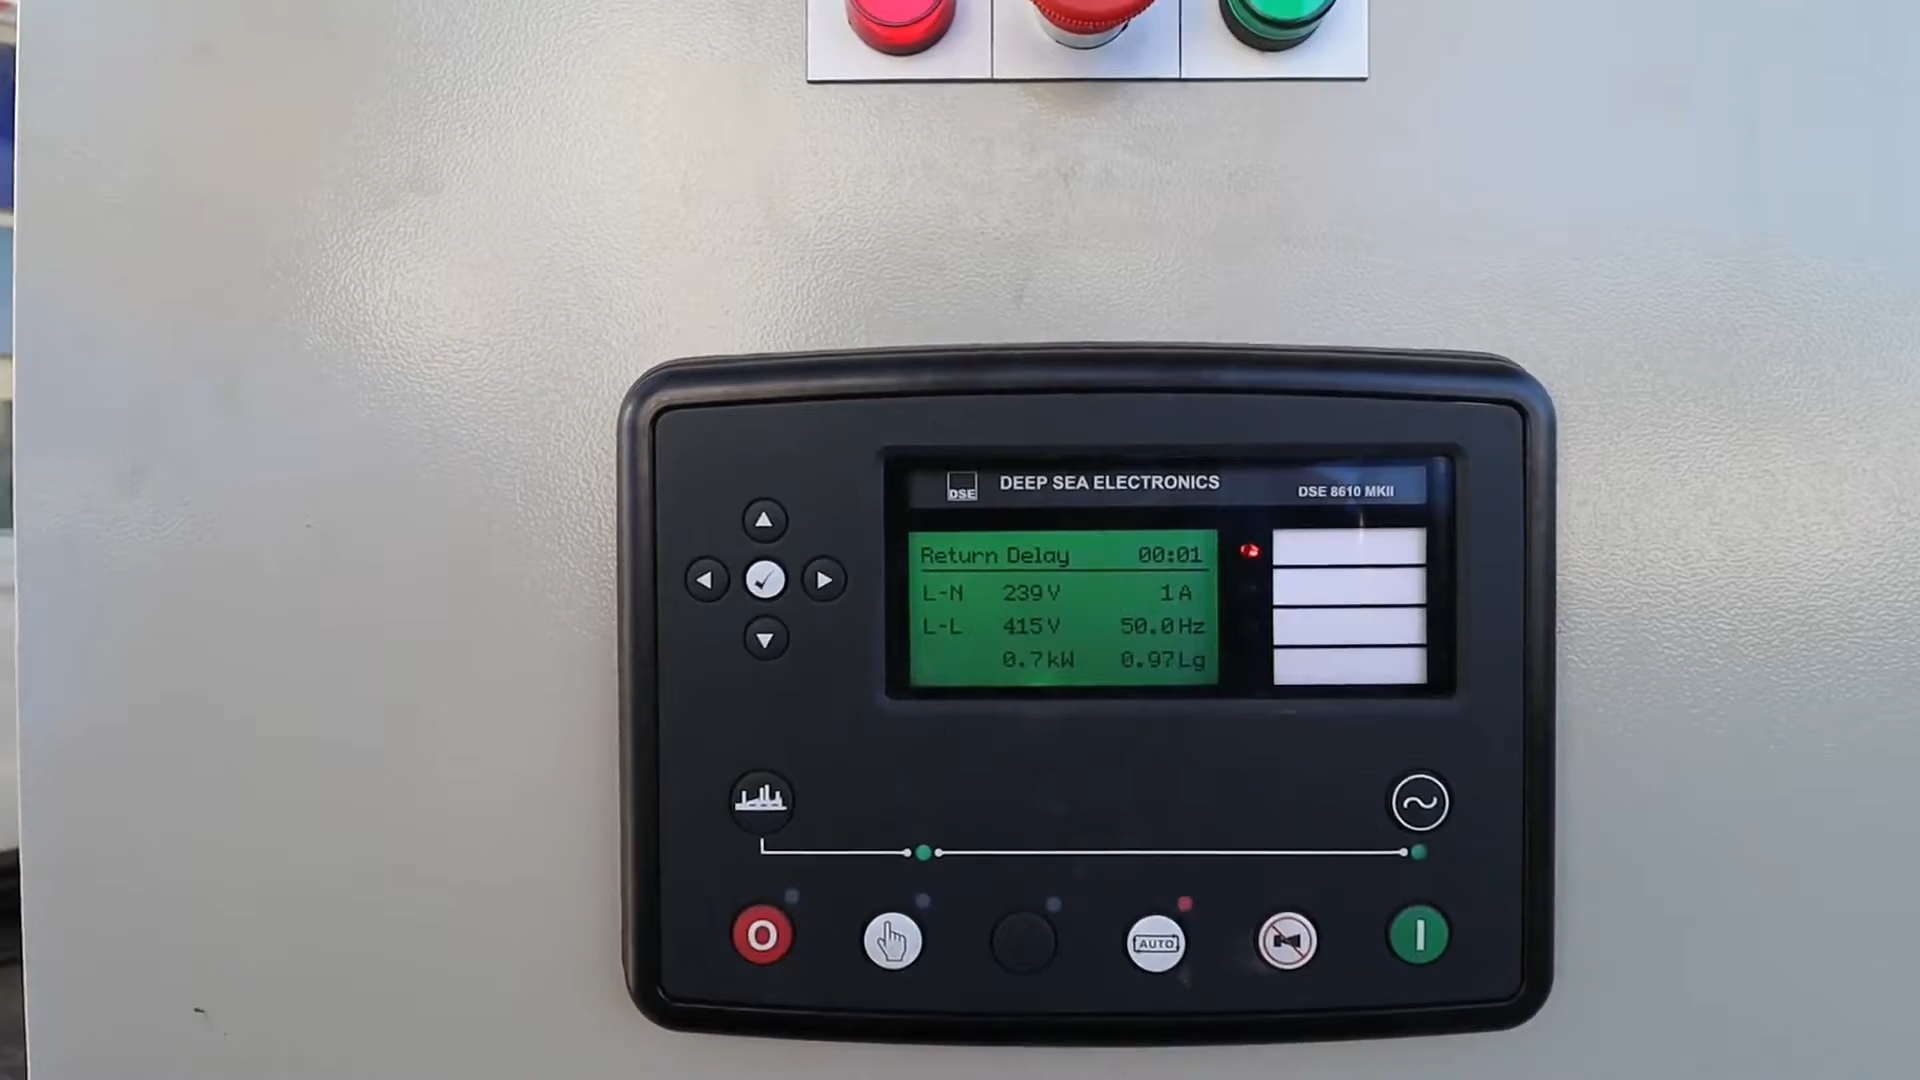 DSE
DEEP SEA ELECTRONICS
DSE 8610 MKII
Return Delay 00:01
L-N 239V 1A
L-L 415V 50.0Hz
0.7kW 0.97Lg
O
AUTO
I